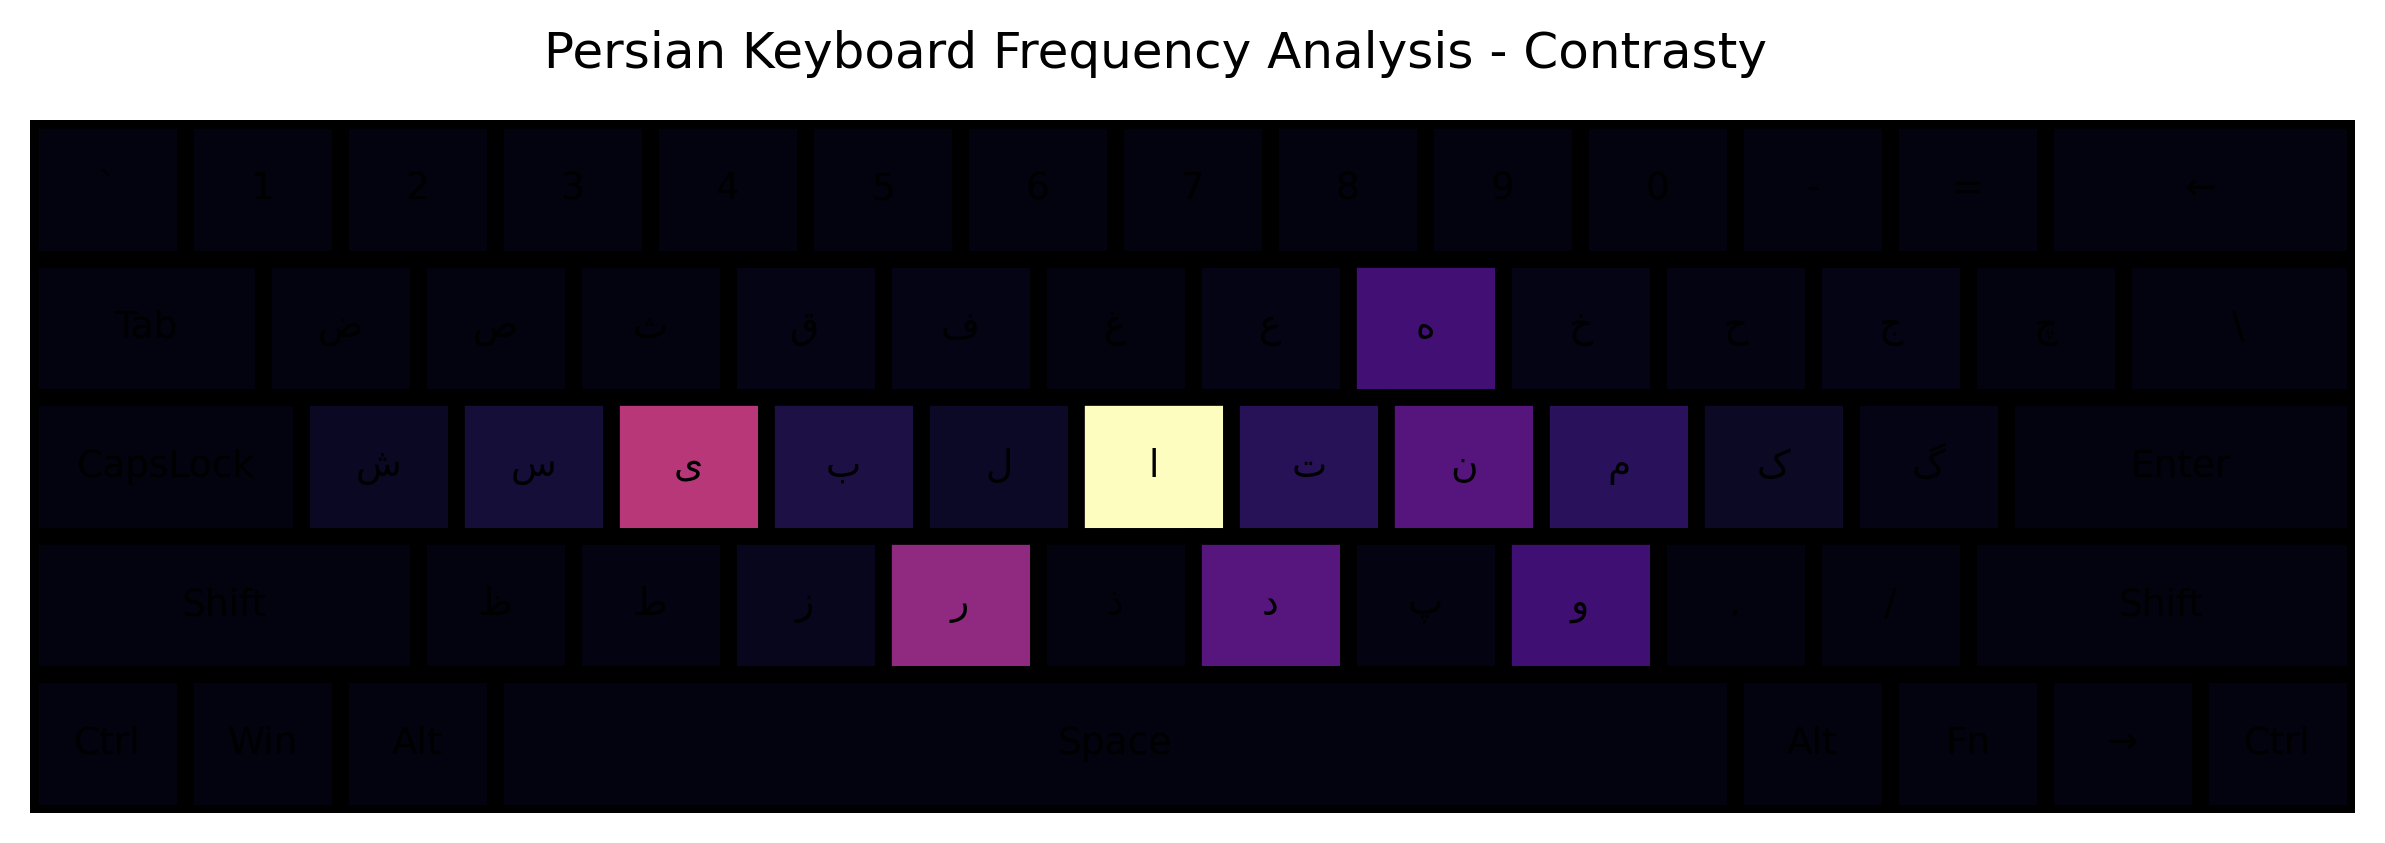 Persian Keyboard Frequency Analysis - Contrasty
` 1 2 3 4 5 6 7 8 9 0 - = ←
Tab ض ص ث ق ف غ ع ه خ ح ج چ \
CapsLock ش س ی ب ل ا ت ن م ک گ Enter
Shift ظ ط ز ر ذ د پ و . / Shift
Ctrl Win Alt Space Alt Fn → Ctrl